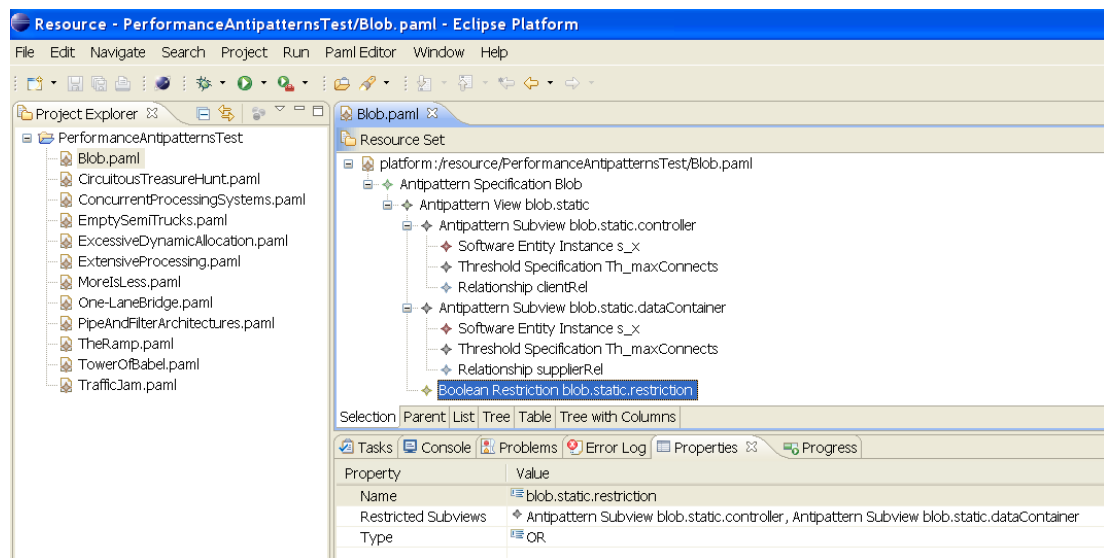 Resource - PerformanceAntipatternsTest/Blob.paml - Eclipse Platform
File Edit Navigate Search Project Run Paml Editor Window Help
Project Explorer
PerformanceAntipatternsTest
Blob.paml
CircuitousTreasureHunt.paml
ConcurrentProcessingSystems.paml
EmptySemiTrucks.paml
ExcessiveDynamicAllocation.paml
ExtensiveProcessing.paml
MoreIsLess.paml
One-LaneBridge.paml
PipeAndFilterArchitectures.paml
TheRamp.paml
TowerOfBabel.paml
TrafficJam.paml
Blob.paml
Resource Set
platform:/resource/PerformanceAntipatternsTest/Blob.paml
Antipattern Specification Blob
Antipattern View blob.static
Antipattern Subview blob.static.controller
Software Entity Instance s_x
Threshold Specification Th_maxConnects
Relationship clientRel
Antipattern Subview blob.static.dataContainer
Software Entity Instance s_x
Threshold Specification Th_maxConnects
Relationship supplierRel
Boolean Restriction blob.static.restriction
Selection Parent List Tree Table Tree with Columns
Tasks Console Problems Error Log Properties Progress
Property Value
Name blob.static.restriction
Restricted Subviews Antipattern Subview blob.static.controller, Antipattern Subview blob.static.dataContainer
Type OR